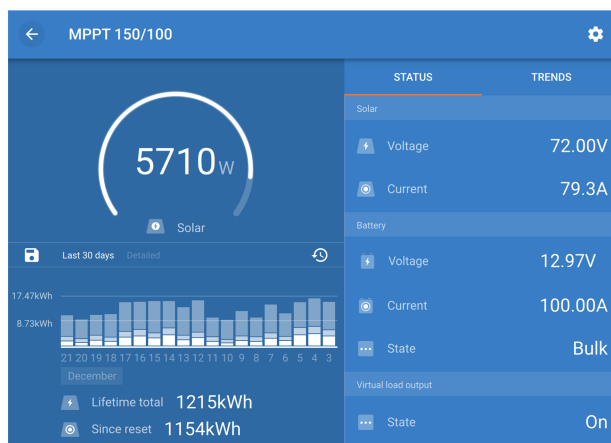 MPPT 150/100
5710W
Solar
Last 30 days Detailed
17.47kWh
8.73kWh
21 20 19 18 17 16 15 14 13 12 11 10 9 8 7 6 5 4 3
December
Lifetime total 1215kWh
Since reset 1154kWh
STATUS TRENDS
Solar
Voltage 72.00V
Current 79.3A
Battery
Voltage 12.97V
Current 100.00A
State Bulk
Virtual load output
State On